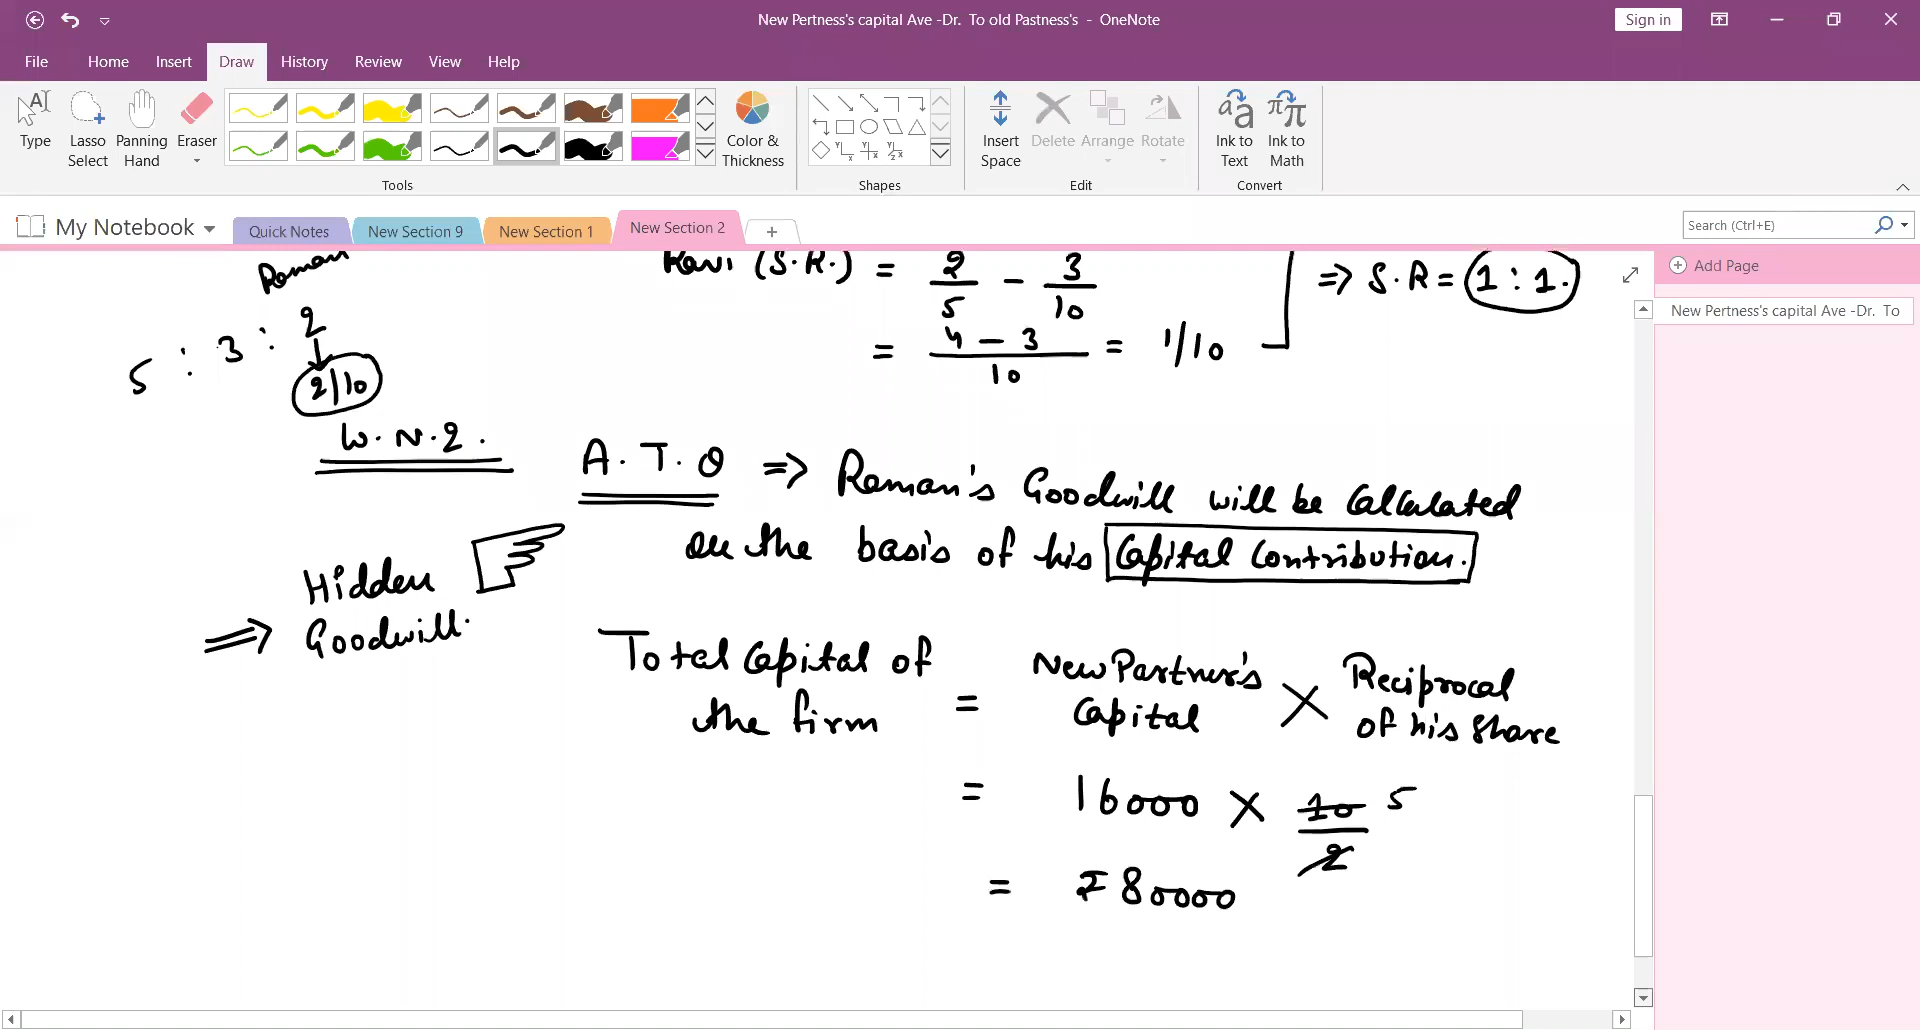 New Pertness's capital Ave -Dr. To old Pastness's - OneNote
Sign in
File Home Insert Draw History Review View Help
Type
Lasso Select
Panning Hand
Eraser
Color & Thickness
Insert Space
Delete
Arrange
Rotate
Ink to Text
Ink to Math
Tools
Shapes
Edit
Convert
My Notebook
Quick Notes
New Section 9
New Section 1
New Section 2
Search (Ctrl+E)
Add Page
New Pertness's capital Ave -Dr. To
Raman
5 : 3 : 2
2/10
Ravi (S.R.) = 2/5 - 3/10
= 4 - 3/10 = 1/10
=> S.R = 1 : 1.
W.N.2.
A.T.Q => Raman's Goodwill will be Calculated
on the basis of his Capital Contribution.
=> Hidden
Goodwill.
Total Capital of
the firm
= New Partner's
Capital
X Reciprocal
of his Share
= 16000 X 10/2 5
= ₹ 80000